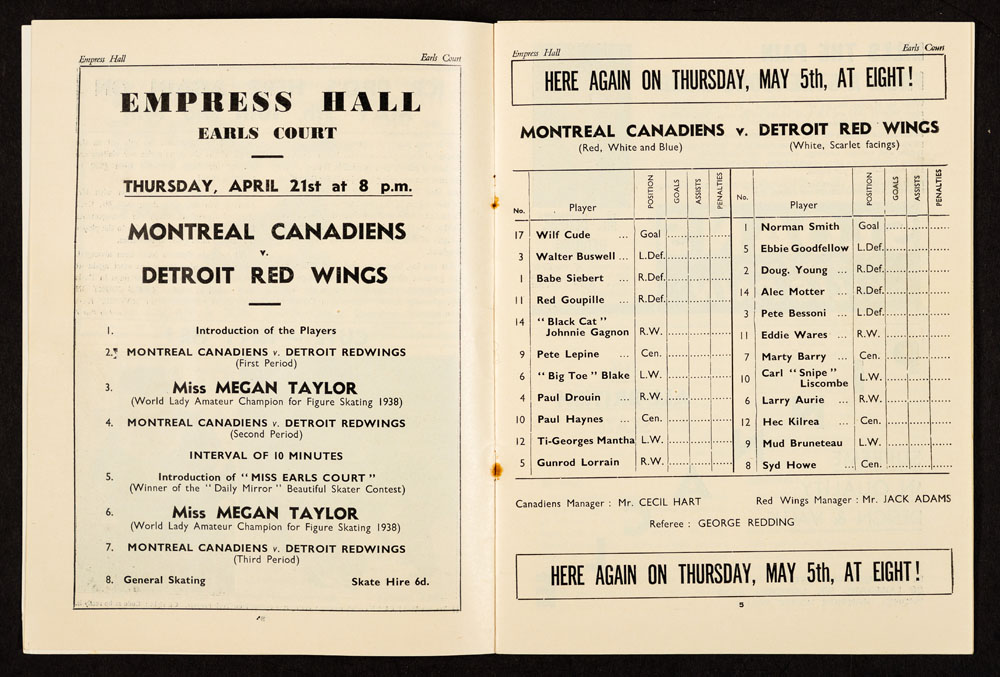 Empress Hall Earls Court
EMPRESS HALL
EARLS COURT
THURSDAY, APRIL 21st at 8 p.m.
MONTREAL CANADIENS
v.
DETROIT RED WINGS
1. Introduction of the Players
2. MONTREAL CANADIENS v. DETROIT REDWINGS
(First Period)
3. Miss MEGAN TAYLOR
(World Lady Amateur Champion for Figure Skating 1938)
4. MONTREAL CANADIENS v. DETROIT REDWINGS
(Second Period)
INTERVAL OF 10 MINUTES
5. Introduction of "MISS EARLS COURT"
(Winner of the "Daily Mirror" Beautiful Skater Contest)
6. Miss MEGAN TAYLOR
(World Lady Amateur Champion for Figure Skating 1938)
7. MONTREAL CANADIENS v. DETROIT REDWINGS
(Third Period)
8. General Skating Skate Hire 6d.
Empress Hall Earls Court
HERE AGAIN ON THURSDAY, MAY 5th, AT EIGHT!
MONTREAL CANADIENS v. DETROIT RED WINGS
(Red, White and Blue) (White, Scarlet facings)
No. Player POSITION GOALS ASSISTS PENALTIES
17 Wilf Cude ... Goal
3 Walter Buswell ... L.Def.
1 Babe Siebert ... R.Def.
11 Red Goupille ... R.Def.
14 "Black Cat"
Johnnie Gagnon R.W.
9 Pete Lepine ... Cen.
6 "Big Toe" Blake L.W.
4 Paul Drouin ... R.W.
10 Paul Haynes ... Cen.
12 Ti-Georges Mantha L.W.
5 Gunrod Lorrain ... R.W.
No. Player POSITION GOALS ASSISTS PENALTIES
1 Norman Smith ... Goal
5 Ebbie Goodfellow L.Def.
2 Doug. Young ... R.Def.
14 Alec Motter ... R.Def.
3 Pete Bessoni ... L.Def.
11 Eddie Wares ... R.W.
7 Marty Barry ... Cen.
10 Carl "Snipe"
Liscombe L.W.
6 Larry Aurie ... R.W.
12 Hec Kilrea ... Cen.
9 Mud Bruneteau L.W.
8 Syd Howe ... Cen.
Canadiens Manager : Mr. CECIL HART Red Wings Manager : Mr. JACK ADAMS
Referee : GEORGE REDDING
HERE AGAIN ON THURSDAY, MAY 5th, AT EIGHT!
5